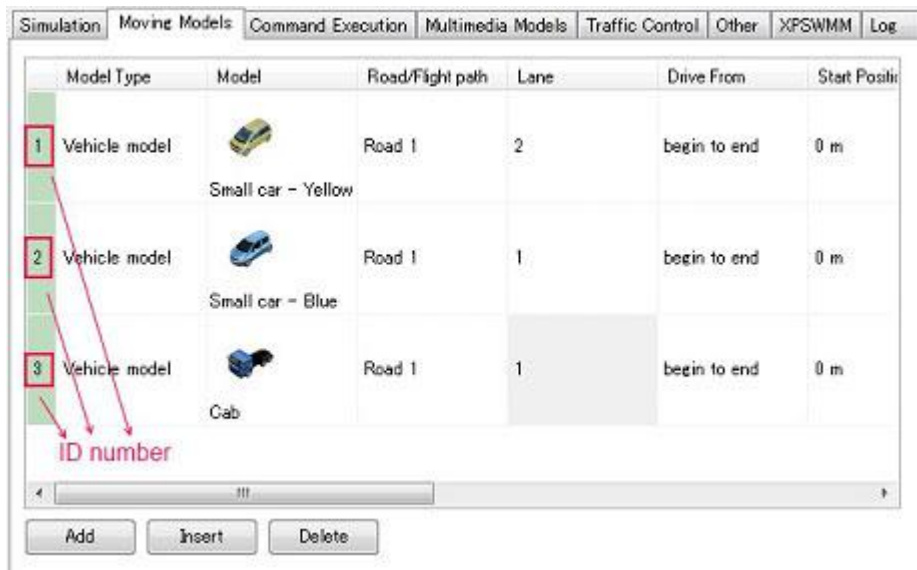 Simulation Moving Models Command Execution Multimedia Models Traffic Control Other XPSWMM Log
Model Type Model Road/Flight path Lane Drive From Start Positic
1 Vehicle model Road 1 2 begin to end 0 m
Small car - Yellow
2 Vehicle model Road 1 1 begin to end 0 m
Small car - Blue
3 Vehicle model Road 1 1 begin to end 0 m
Cab
ID number
Add Insert Delete